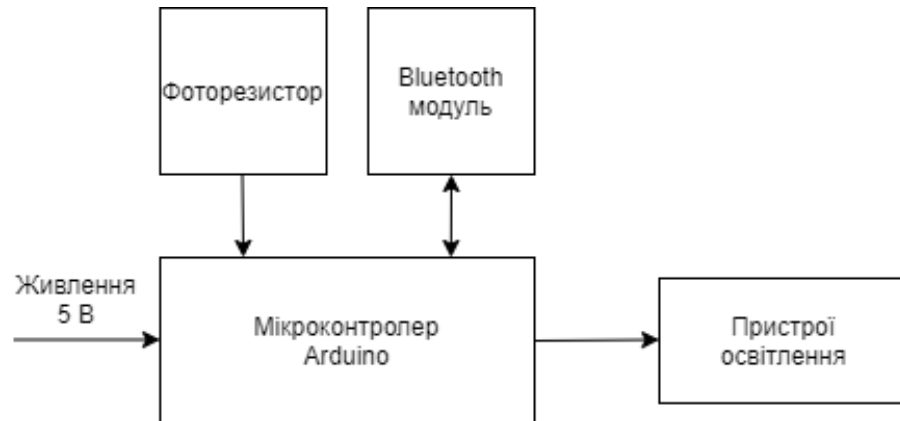 Фоторезистор
Bluetooth
модуль
Живлення
5 В
Мікроконтролер
Arduino
Пристрої
освітлення